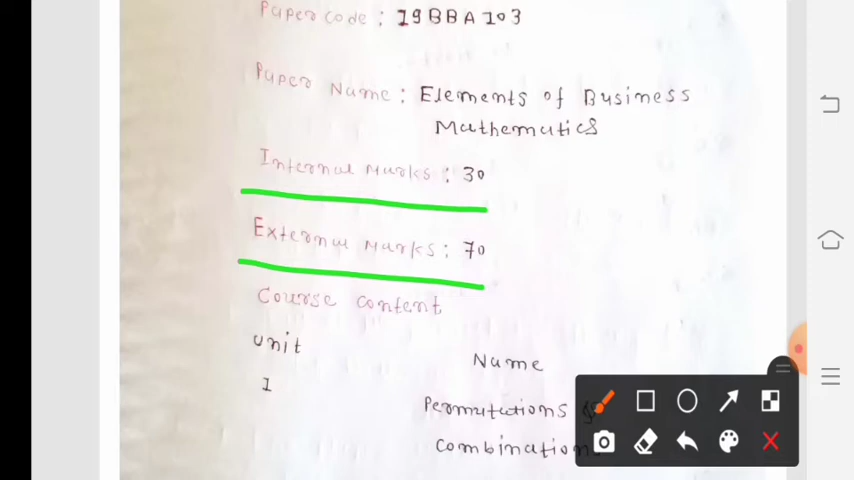 Paper Code : 19BBA103
Paper Name : Elements of Business
Mathematics
Internal Marks : 30
External Marks : 70
Course Content
Unit Name
1 Permutations &
Combinations